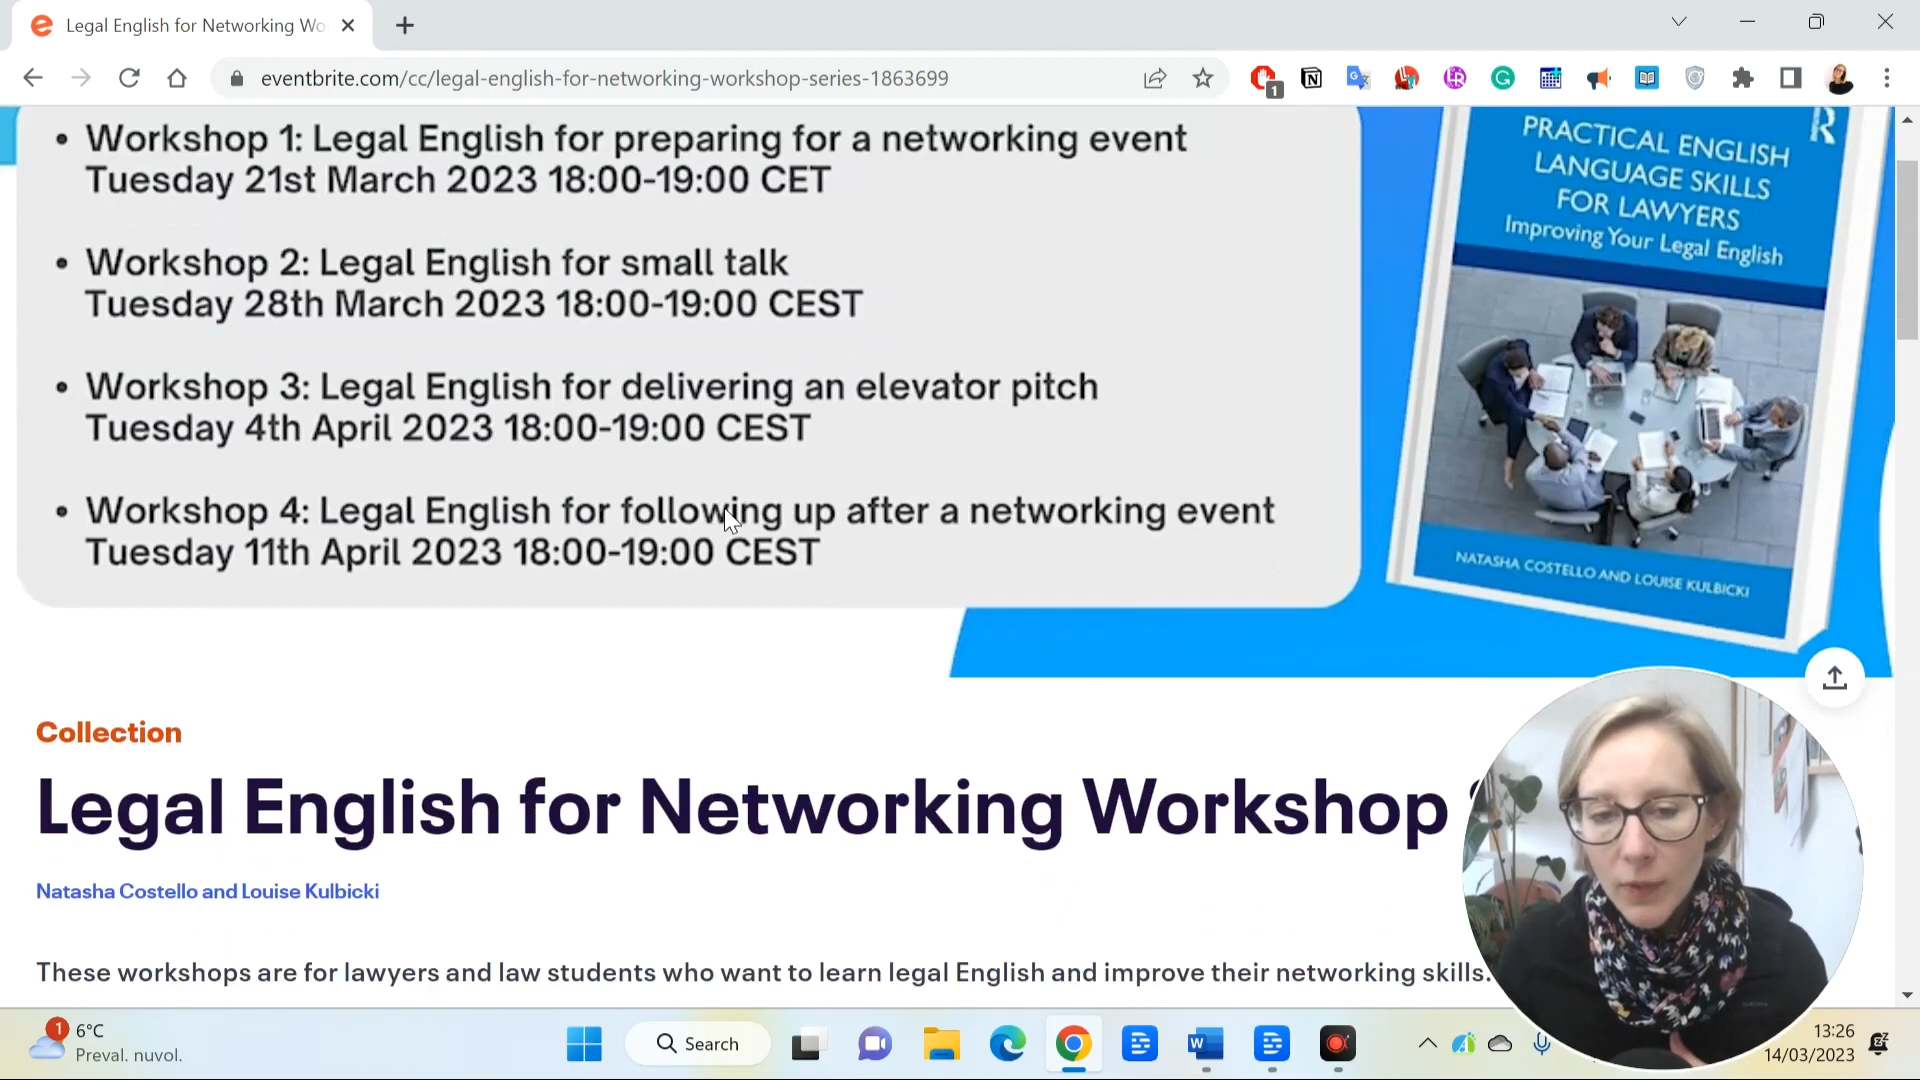 Legal English for Networking Wo
eventbrite.com/cc/legal-english-for-networking-workshop-series-1863699
1
• Workshop 1: Legal English for preparing for a networking event
Tuesday 21st March 2023 18:00-19:00 CET
• Workshop 2: Legal English for small talk
Tuesday 28th March 2023 18:00-19:00 CEST
• Workshop 3: Legal English for delivering an elevator pitch
Tuesday 4th April 2023 18:00-19:00 CEST
• Workshop 4: Legal English for following up after a networking event
Tuesday 11th April 2023 18:00-19:00 CEST
PRACTICAL ENGLISH
LANGUAGE SKILLS
FOR LAWYERS
Improving Your Legal English
NATASHA COSTELLO AND LOUISE KULBICKI
Collection
Legal English for Networking Workshop
Natasha Costello and Louise Kulbicki
These workshops are for lawyers and law students who want to learn legal English and improve their networking skills.
1
6°C
Preval. nuvol.
Search
13:26
14/03/2023